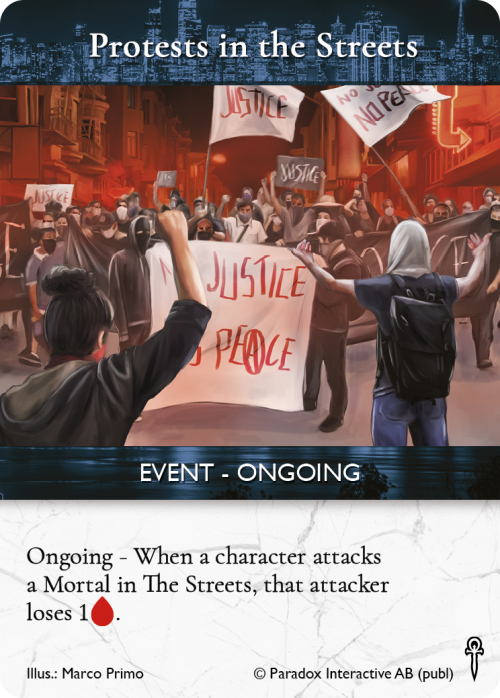 Protests in the Streets
JUSTICE
NO PEACE
JUSTICE
JUSTICE
JUSTICE
PEACE
EVENT - ONGOING
Ongoing - When a character attacks
a Mortal in The Streets, that attacker
loses 1 .
Illus.: Marco Primo
© Paradox Interactive AB (publ)